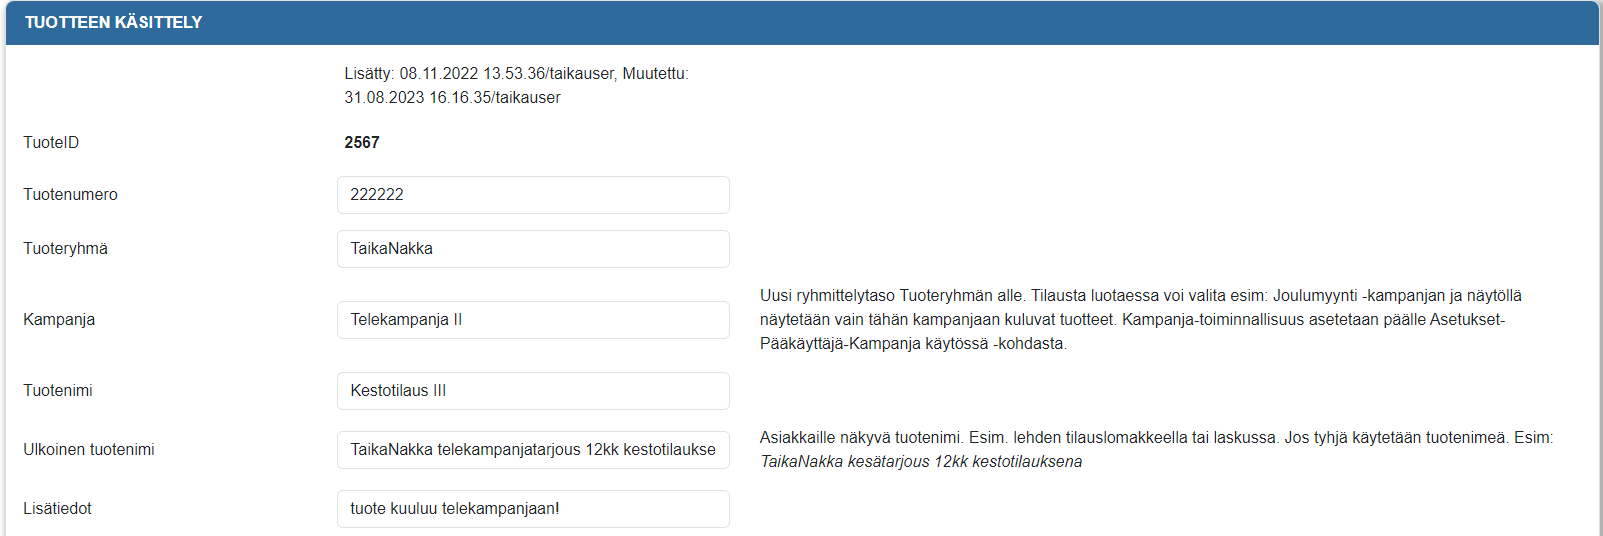 TUOTTEEN KÄSITTELY
Lisätty: 08.11.2022 13.53.36/taikauser, Muutettu:
31.08.2023 16.16.35/taikauser
TuoteID 2567
Tuotenumero 222222
Tuoteryhmä TaikaNakka
Kampanja Telekampanja II
Uusi ryhmittelytaso Tuoteryhmän alle. Tilausta luotaessa voi valita esim: Joulumyynti -kampanjan ja näytöllä
näytetään vain tähän kampanjaan kuluvat tuotteet. Kampanja-toiminnallisuus asetetaan päälle Asetukset-
Pääkäyttäjä-Kampanja käytössä -kohdasta.
Tuotenimi Kestotilaus III
Ulkoinen tuotenimi TaikaNakka telekampanjatarjous 12kk kestotilaukse
Asiakkaille näkyvä tuotenimi. Esim. lehden tilauslomakkeella tai laskussa. Jos tyhjä käytetään tuotenimeä. Esim:
TaikaNakka kesätarjous 12kk kestotilauksena
Lisätiedot tuote kuuluu telekampanjaan!